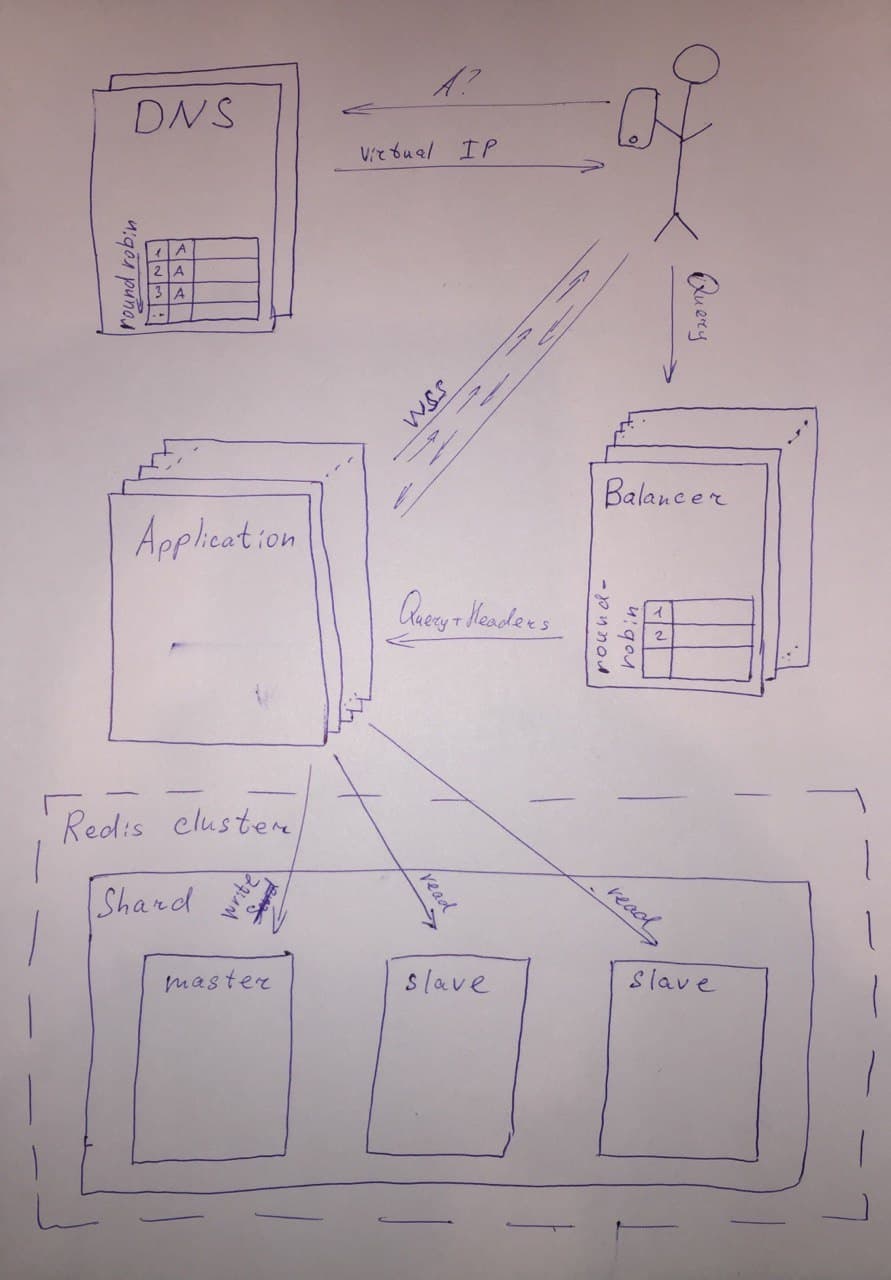 A?
DNS
Virtual IP
round robin
1 A
2 A
3 A
..
Query
WSS
Balancer
Application
round-
robin
1
2
Query+Headers
Redis cluster
Shard
write
read
read
master
slave
slave